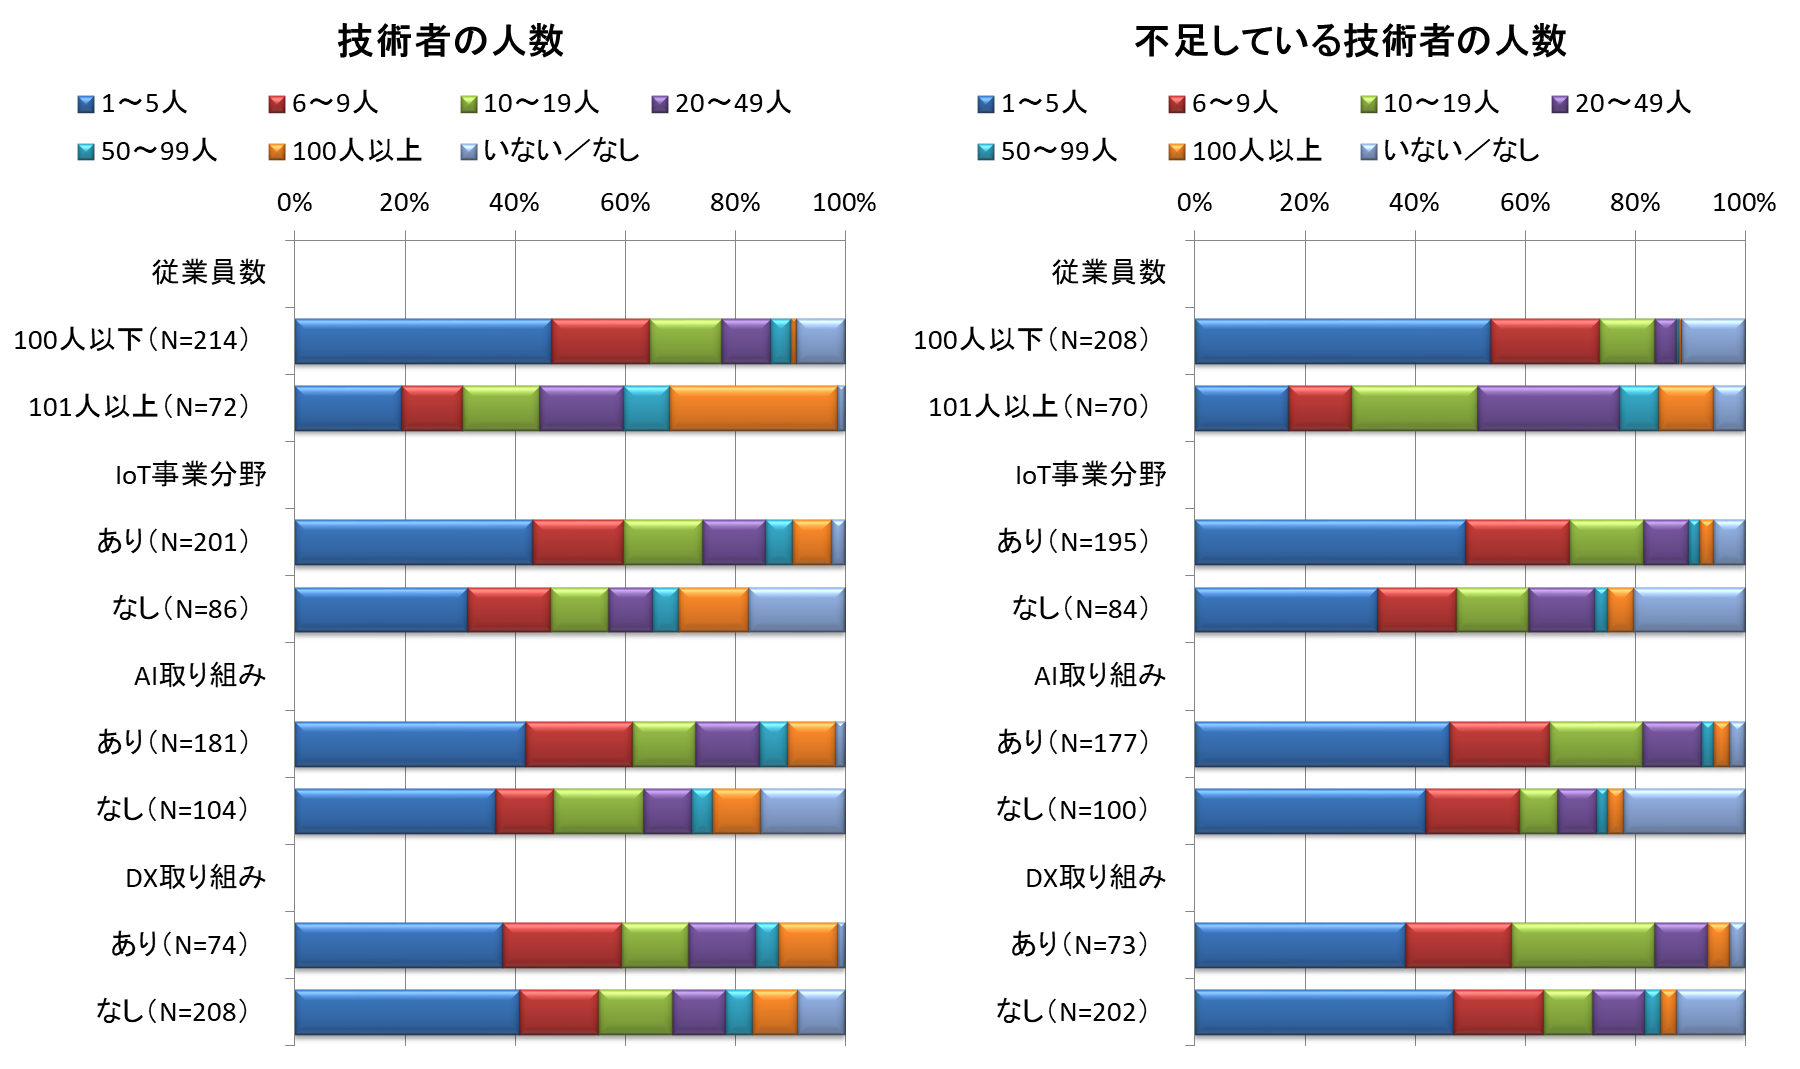 技術者の人数
1～5人 6～9人 10～19人 20～49人
50～99人 100人以上 いない／なし
0% 20% 40% 60% 80% 100%
従業員数
100人以下（N=214）
101人以上（N=72）
IoT事業分野
あり（N=201）
なし（N=86）
AI取り組み
あり（N=181）
なし（N=104）
DX取り組み
あり（N=74）
なし（N=208）
不足している技術者の人数
1～5人 6～9人 10～19人 20～49人
50～99人 100人以上 いない／なし
0% 20% 40% 60% 80% 100%
従業員数
100人以下（N=208）
101人以上（N=70）
IoT事業分野
あり（N=195）
なし（N=84）
AI取り組み
あり（N=177）
なし（N=100）
DX取り組み
あり（N=73）
なし（N=202）